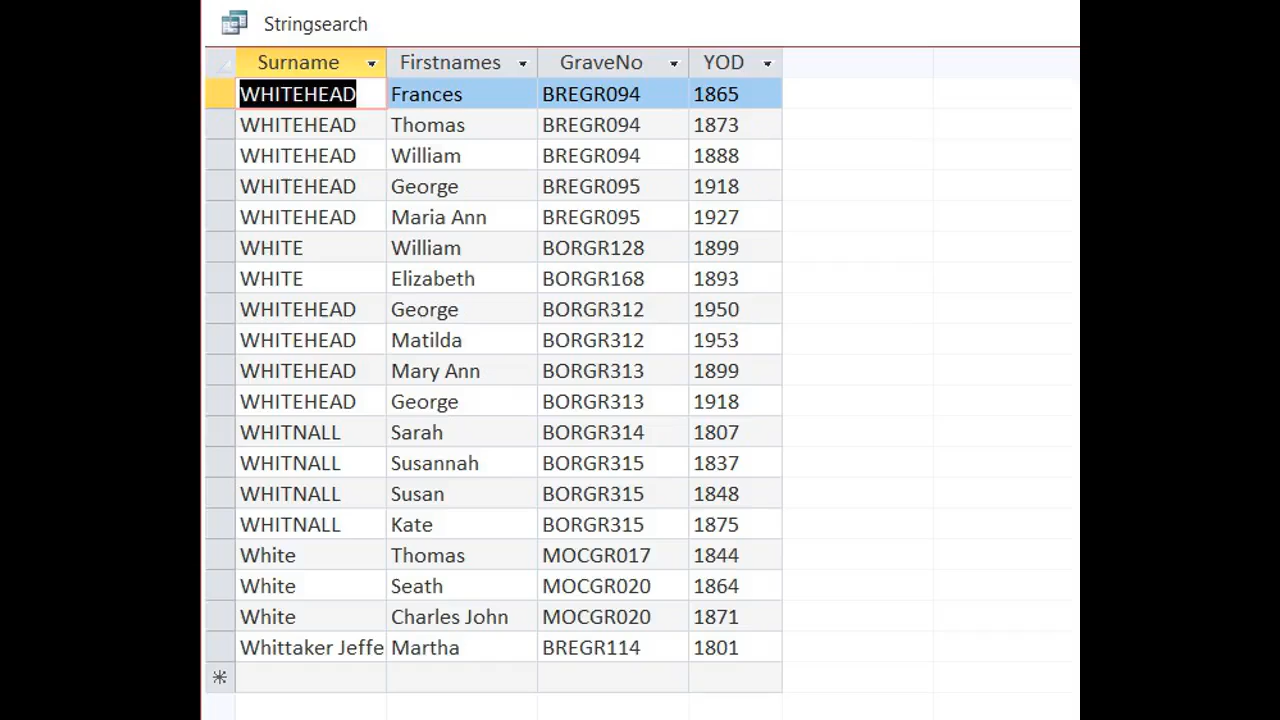 Stringsearch
Surname Firstnames GraveNo YOD
WHITEHEAD Frances BREGR094 1865
WHITEHEAD Thomas BREGR094 1873
WHITEHEAD William BREGR094 1888
WHITEHEAD George BREGR095 1918
WHITEHEAD Maria Ann BREGR095 1927
WHITE William BORGR128 1899
WHITE Elizabeth BORGR168 1893
WHITEHEAD George BORGR312 1950
WHITEHEAD Matilda BORGR312 1953
WHITEHEAD Mary Ann BORGR313 1899
WHITEHEAD George BORGR313 1918
WHITNALL Sarah BORGR314 1807
WHITNALL Susannah BORGR315 1837
WHITNALL Susan BORGR315 1848
WHITNALL Kate BORGR315 1875
White Thomas MOCGR017 1844
White Seath MOCGR020 1864
White Charles John MOCGR020 1871
Whittaker Jeffe Martha BREGR114 1801